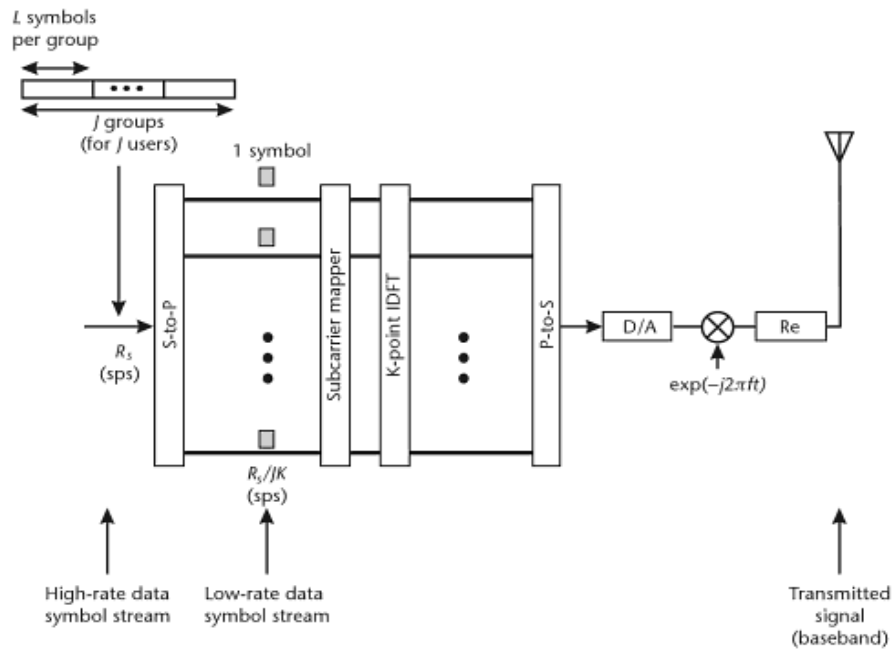 L symbols
per group
J groups
(for J users)
1 symbol
S-to-P
Subcarrier mapper
K-point IDFT
P-to-S
D/A
Re
R_s
(sps)
exp(−j2πft)
R_s/JK
(sps)
High-rate data
symbol stream
Low-rate data
symbol stream
Transmitted
signal
(baseband)